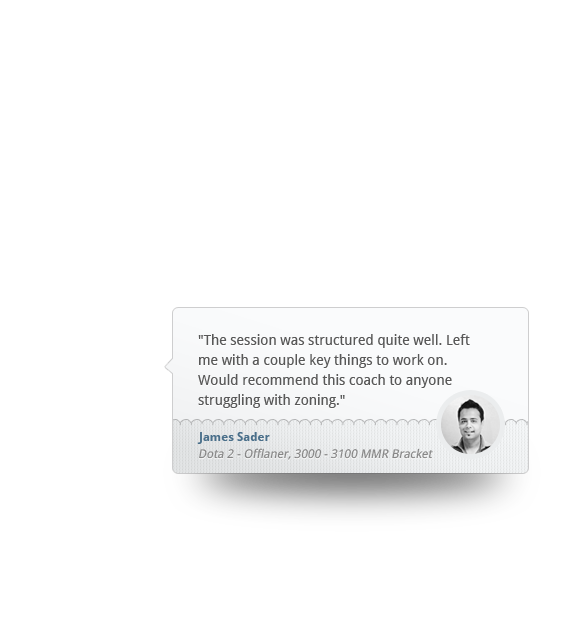 "The session was structured quite well. Left
me with a couple key things to work on.
Would recommend this coach to anyone
struggling with zoning."
James Sader
Dota 2 - Offlaner, 3000 - 3100 MMR Bracket